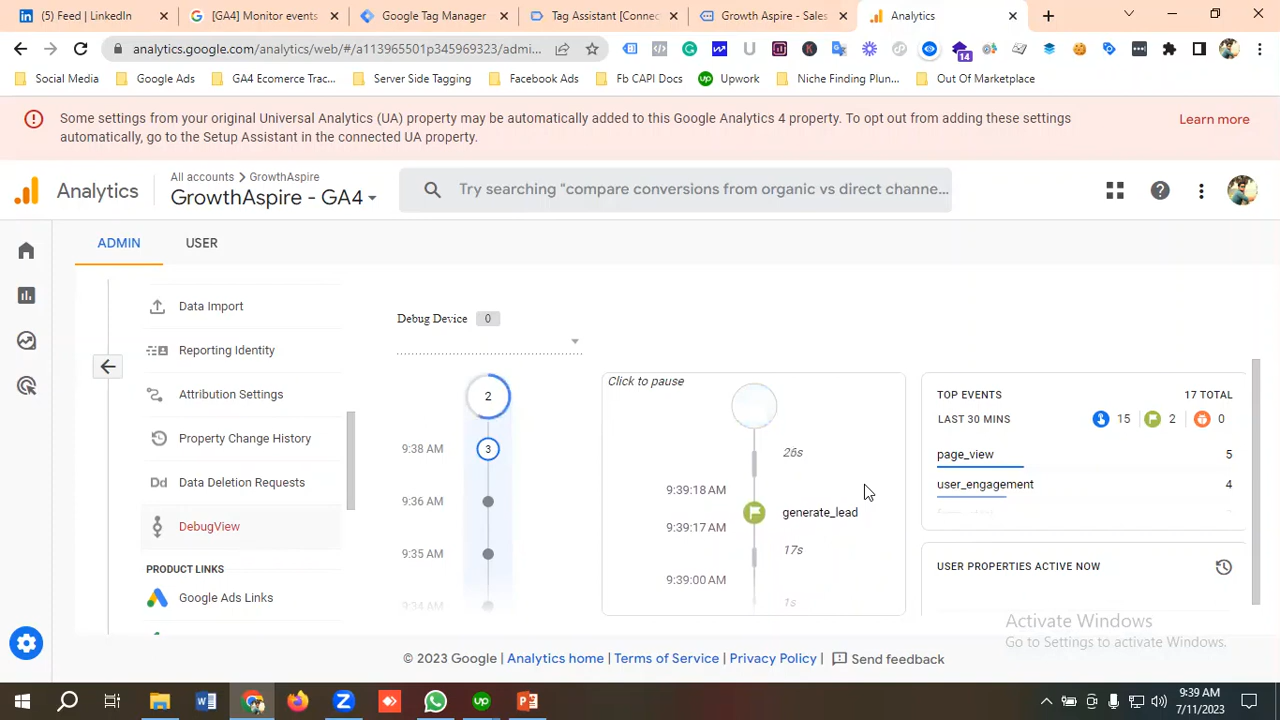 (5) Feed | LinkedIn
[GA4] Monitor events
Google Tag Manager
Tag Assistant [Connec
Growth Aspire - Sales
Analytics
analytics.google.com/analytics/web/#/a113965501p345969323/admi...
14
Social Media
Google Ads
GA4 Ecomerce Trac...
Server Side Tagging
Facebook Ads
Fb CAPI Docs
Upwork
Niche Finding Plun...
Out Of Marketplace
Some settings from your original Universal Analytics (UA) property may be automatically added to this Google Analytics 4 property. To opt out from adding these settings
automatically, go to the Setup Assistant in the connected UA property.
Learn more
Analytics
All accounts > GrowthAspire
GrowthAspire - GA4
Try searching "compare conversions from organic vs direct channe...
ADMIN
USER
Data Import
Reporting Identity
Attribution Settings
Property Change History
Dd Data Deletion Requests
DebugView
PRODUCT LINKS
Google Ads Links
Debug Device 0
2
9:38 AM 3
9:36 AM
9:35 AM
9:34 AM
Click to pause
26s
9:39:18 AM
generate_lead
9:39:17 AM
17s
9:39:00 AM
1s
TOP EVENTS 17 TOTAL
LAST 30 MINS 15 2 0
page_view 5
user_engagement 4
USER PROPERTIES ACTIVE NOW
Activate Windows
Go to Settings to activate Windows.
© 2023 Google | Analytics home | Terms of Service | Privacy Policy | Send feedback
9:39 AM
7/11/2023